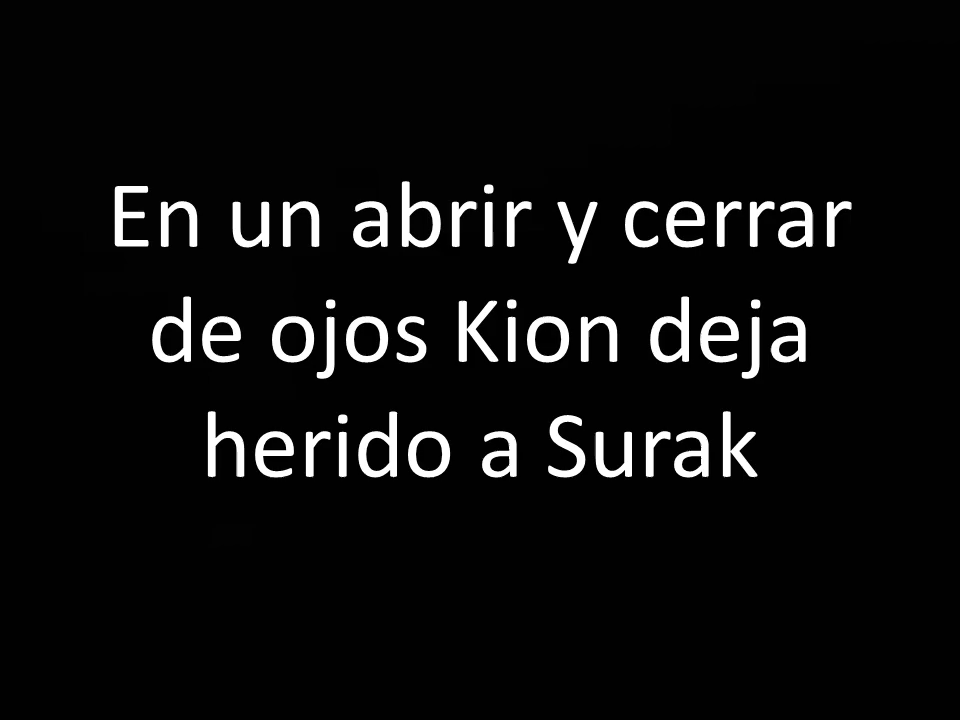 En un abrir y cerrar
de ojos Kion deja
herido a Surak